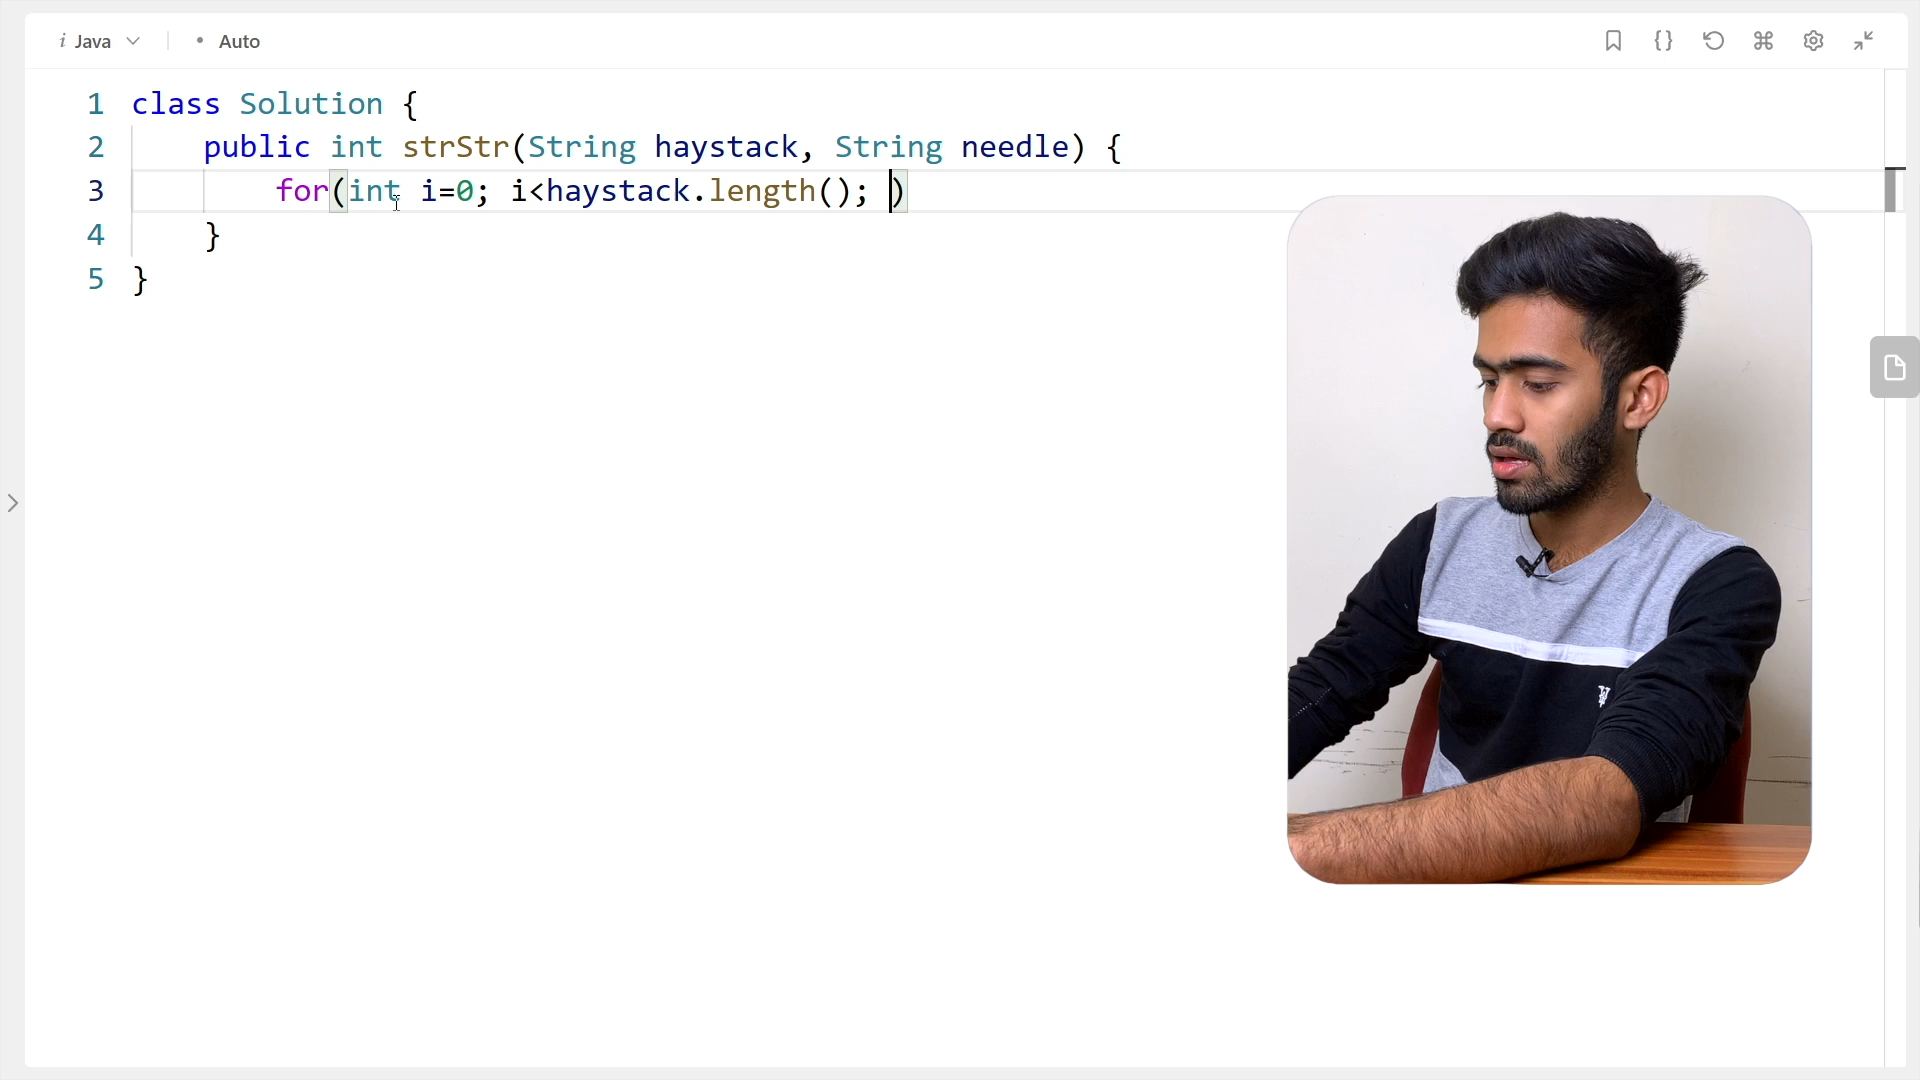 i Java
Auto
1 class Solution {
2 public int strStr(String haystack, String needle) {
3 for(int i=0; i<haystack.length(); )
4 }
5 }